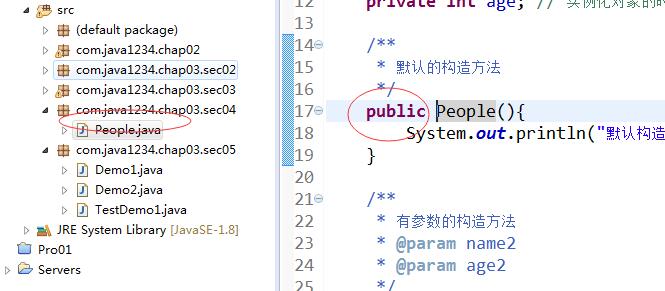 src
(default package)
com.java1234.chap02
com.java1234.chap03.sec02
com.java1234.chap03.sec03
com.java1234.chap03.sec04
People.java
com.java1234.chap03.sec05
Demo1.java
Demo2.java
TestDemo1.java
JRE System Library [JavaSE-1.8]
Pro01
Servers
12 private int age; // 实例化对象的时
13
14 /**
15 * 默认的构造方法
16 */
17 public People(){
18 System.out.println("默认构造
19 }
20
21 /**
22 * 有参数的构造方法
23 * @param name2
24 * @param age2
25 */